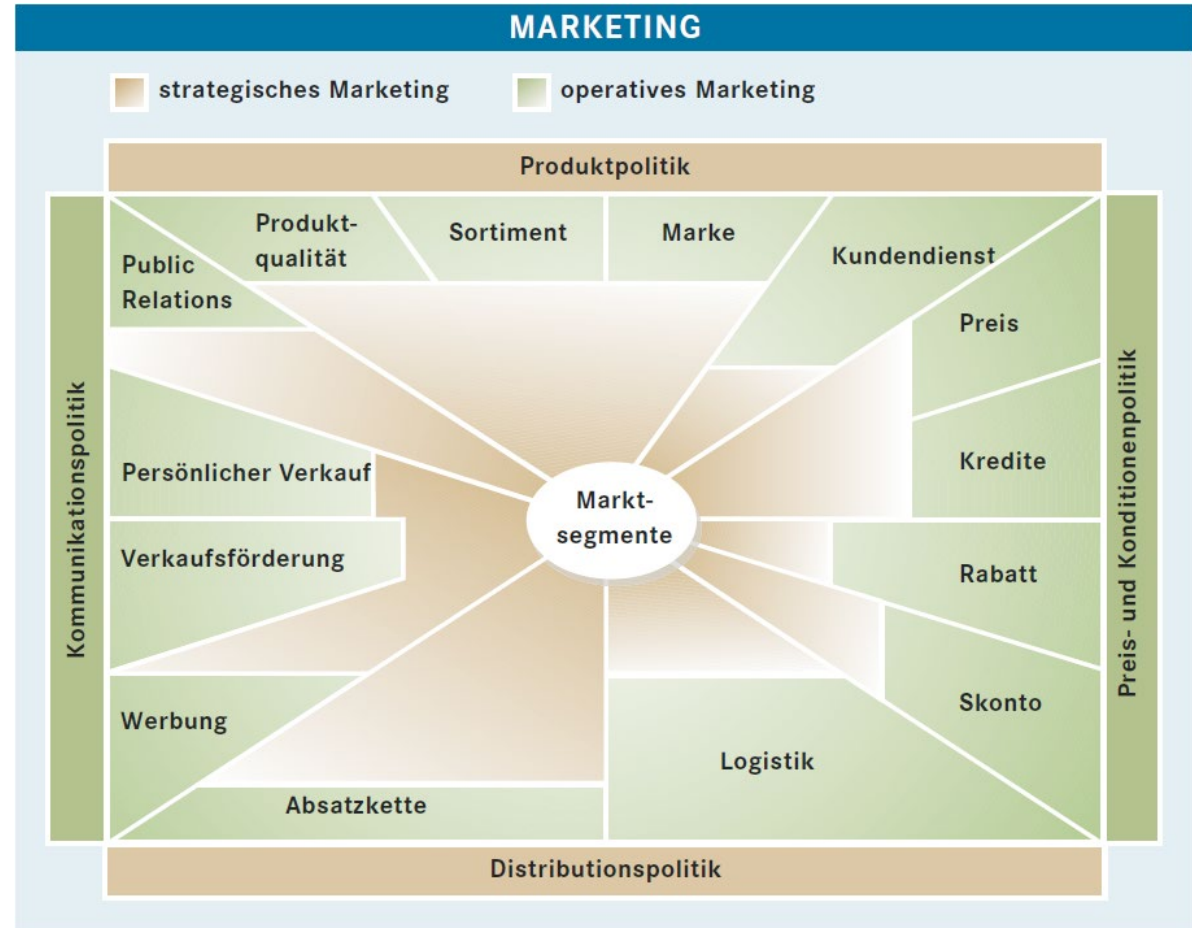 MARKETING
strategisches Marketing
operatives Marketing
Produktpolitik
Produkt-
qualität
Sortiment
Marke
Kundendienst
Public
Relations
Preis
Kommunikationspolitik
Preis- und Konditionenpolitik
Persönlicher Verkauf
Kredite
Markt-
segmente
Verkaufsförderung
Rabatt
Werbung
Skonto
Logistik
Absatzkette
Distributionspolitik